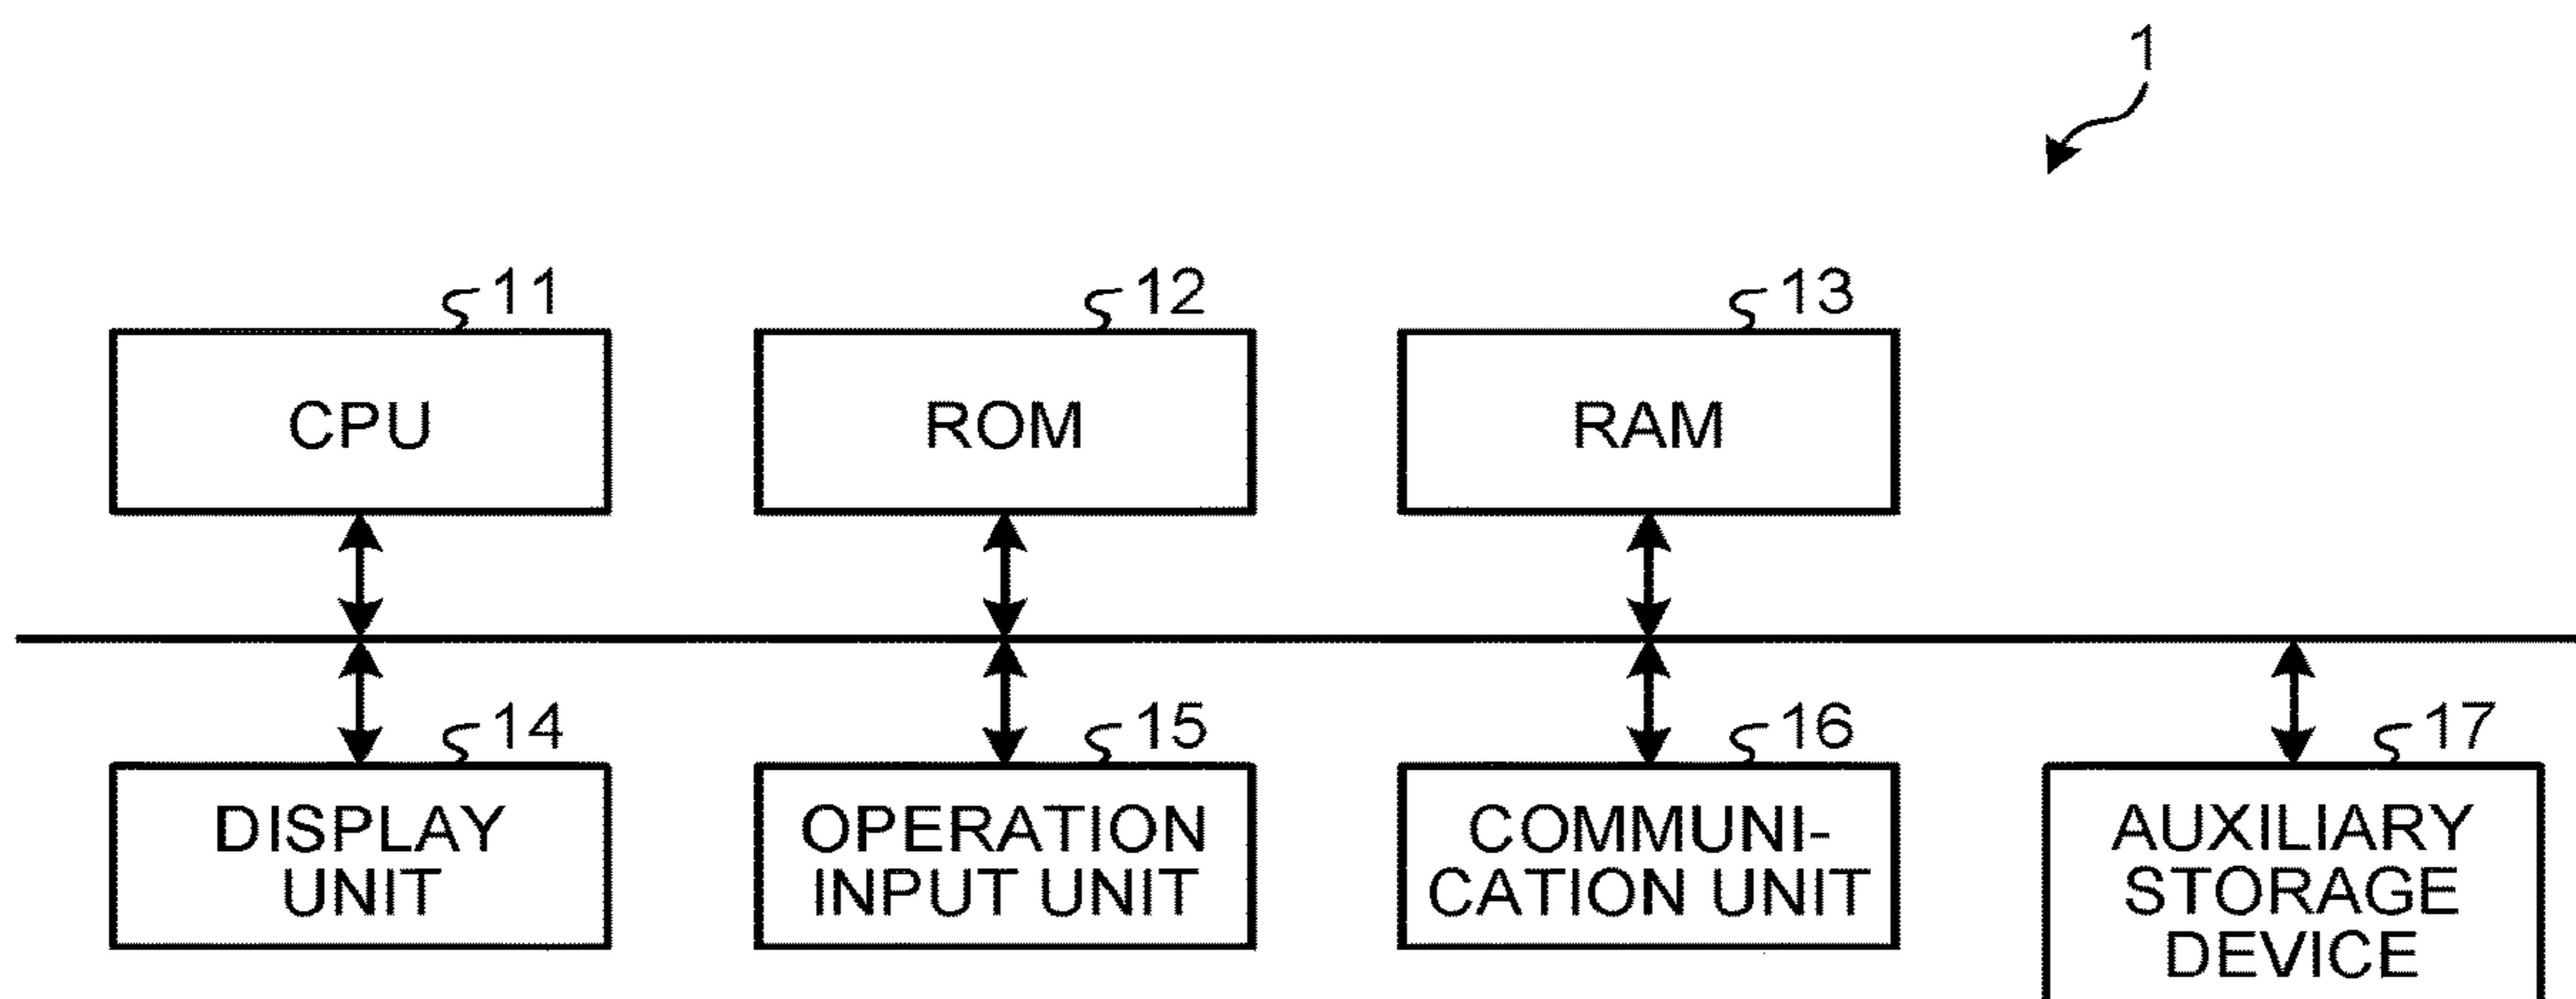 1
11
12
13
CPU
ROM
RAM
14
15
16
17
DISPLAY
UNIT
OPERATION
INPUT UNIT
COMMUNI-
CATION UNIT
AUXILIARY
STORAGE
DEVICE